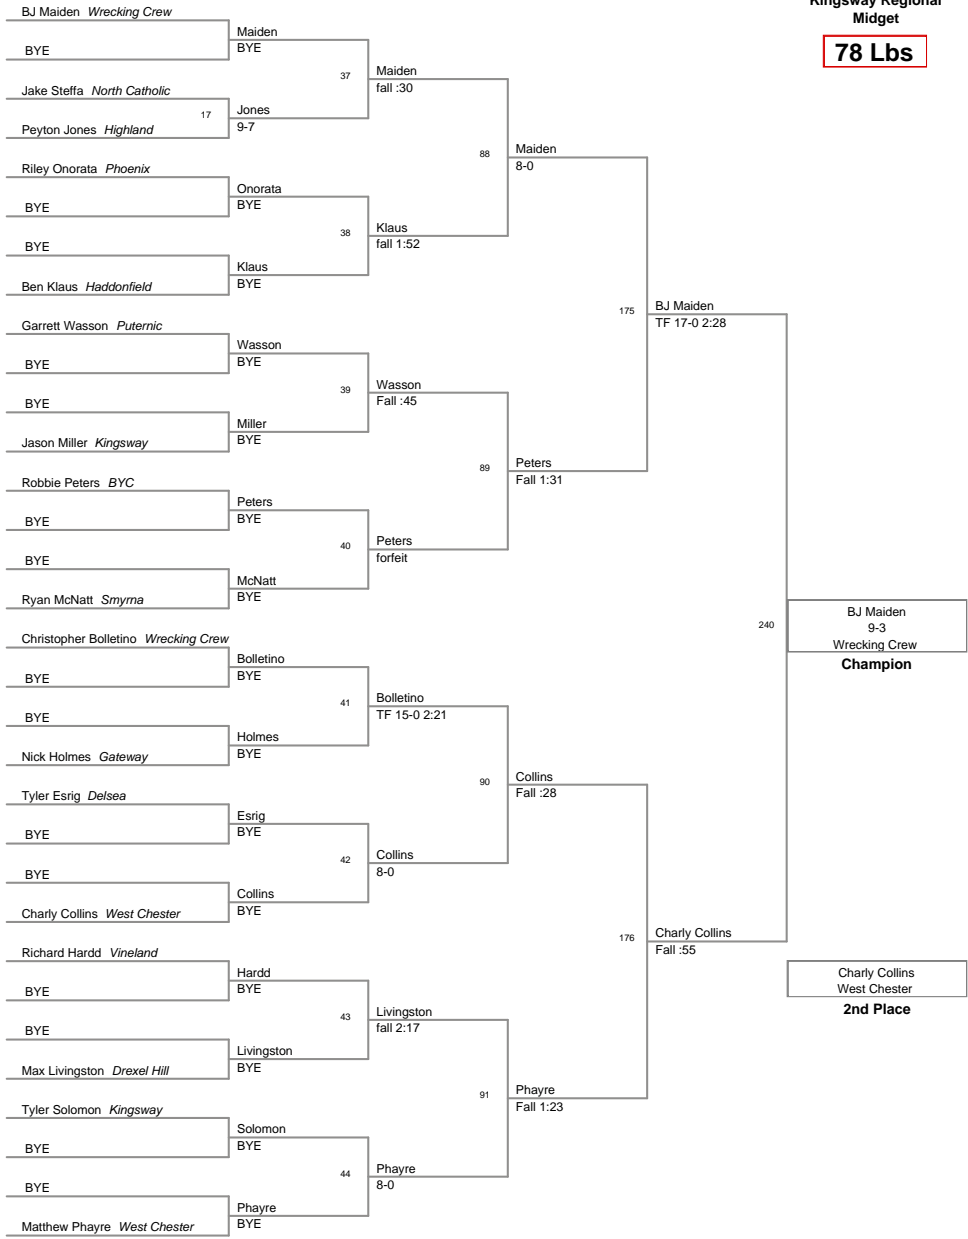 Kingsway Regional
Midget
78 Lbs
BJ Maiden Wrecking Crew
Maiden
BYE
BYE
37
Maiden
fall :30
Jake Steffa North Catholic
17
Jones
9-7
Peyton Jones Highland
88
Maiden
8-0
Riley Onorata Phoenix
Onorata
BYE
BYE
38
Klaus
fall 1:52
BYE
Klaus
BYE
Ben Klaus Haddonfield
175
BJ Maiden
TF 17-0 2:28
Garrett Wasson Puternic
Wasson
BYE
BYE
39
Wasson
Fall :45
BYE
Miller
BYE
Jason Miller Kingsway
89
Peters
Fall 1:31
Robbie Peters BYC
Peters
BYE
BYE
40
Peters
forfeit
BYE
McNatt
BYE
Ryan McNatt Smyrna
240
BJ Maiden
9-3
Wrecking Crew
Champion
Christopher Bolletino Wrecking Crew
Bolletino
BYE
BYE
41
Bolletino
TF 15-0 2:21
BYE
Holmes
BYE
Nick Holmes Gateway
90
Collins
Fall :28
Tyler Esrig Delsea
Esrig
BYE
BYE
42
Collins
8-0
BYE
Collins
BYE
Charly Collins West Chester
176
Charly Collins
Fall :55
Richard Hardd Vineland
Hardd
BYE
BYE
Charly Collins
West Chester
2nd Place
43
Livingston
fall 2:17
BYE
Livingston
BYE
Max Livingston Drexel Hill
91
Phayre
Fall 1:23
Tyler Solomon Kingsway
Solomon
BYE
BYE
44
Phayre
8-0
BYE
Phayre
BYE
Matthew Phayre West Chester